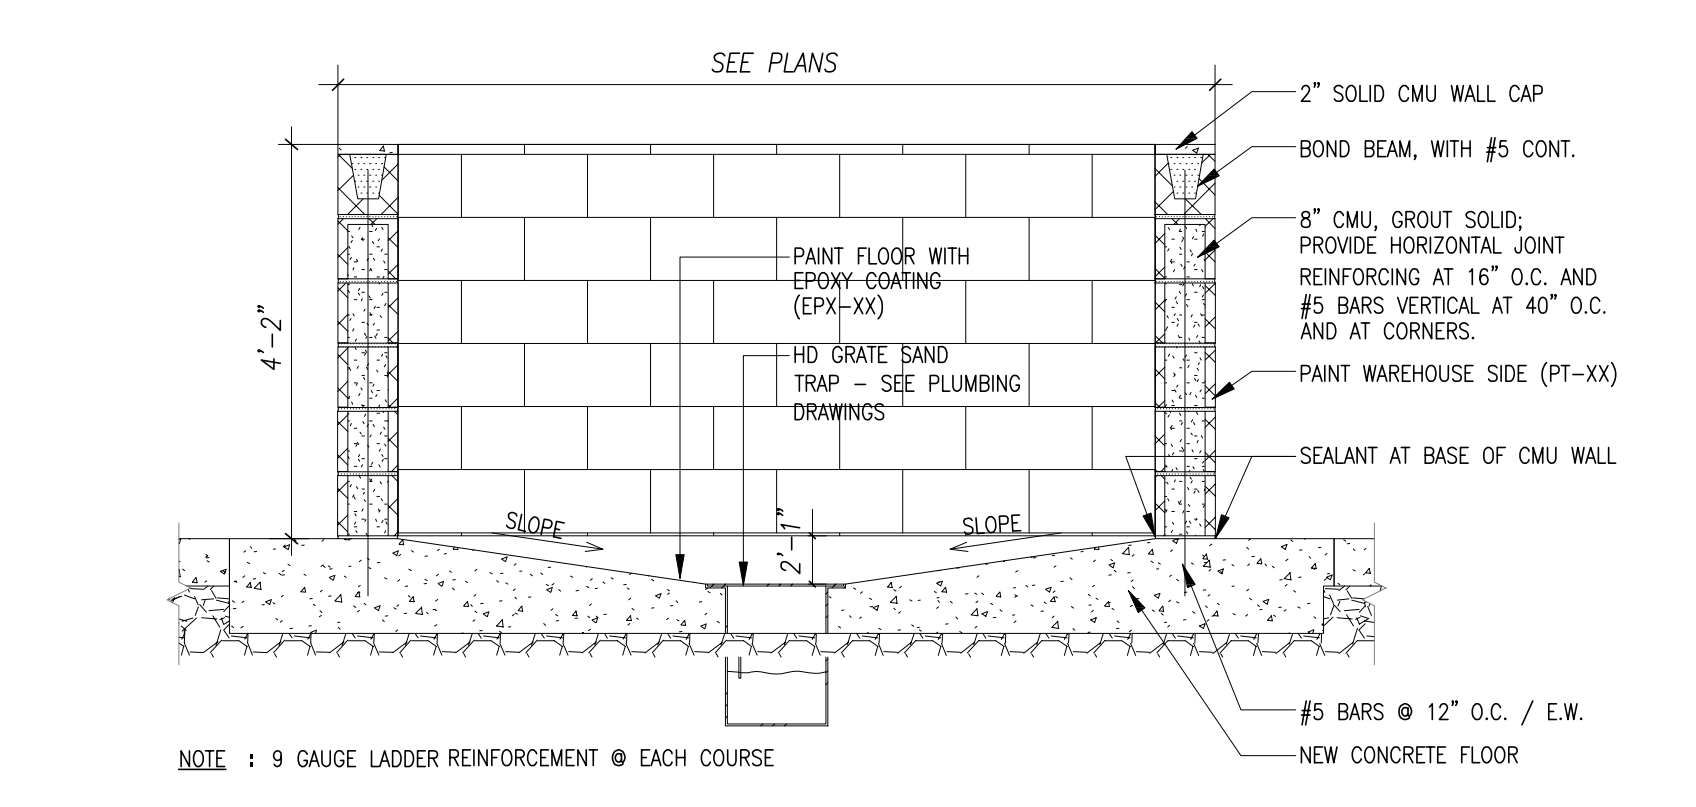 SEE PLANS
2" SOLID CMU WALL CAP
BOND BEAM, WITH #5 CONT.
8" CMU, GROUT SOLID;
PROVIDE HORIZONTAL JOINT
REINFORCING AT 16" O.C. AND
#5 BARS VERTICAL AT 40" O.C.
AND AT CORNERS.
PAINT FLOOR WITH
EPOXY COATING
(EPX-XX)
4'-2"
HD GRATE SAND
TRAP - SEE PLUMBING
DRAWINGS
PAINT WAREHOUSE SIDE (PT-XX)
SEALANT AT BASE OF CMU WALL
SLOPE
2'-1"
SLOPE
#5 BARS @ 12" O.C. / E.W.
NEW CONCRETE FLOOR
NOTE : 9 GAUGE LADDER REINFORCEMENT @ EACH COURSE